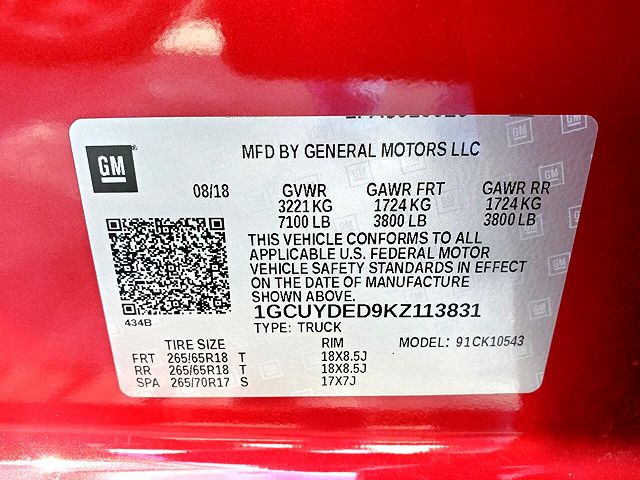 GM
MFD BY GENERAL MOTORS LLC
08/18 GVWR GAWR FRT GAWR RR
3221 KG 1724 KG 1724 KG
7100 LB 3800 LB 3800 LB
THIS VEHICLE CONFORMS TO ALL
APPLICABLE U.S. FEDERAL MOTOR
VEHICLE SAFETY STANDARDS IN EFFECT
ON THE DATE OF MANUFACTURE
SHOWN ABOVE.
434B
1GCUYDED9KZ113831
TYPE: TRUCK MODEL: 91CK10543
TIRE SIZE RIM
FRT 265/65R18 T 18X8.5J
RR 265/65R18 T 18X8.5J
SPA 265/70R17 S 17X7J